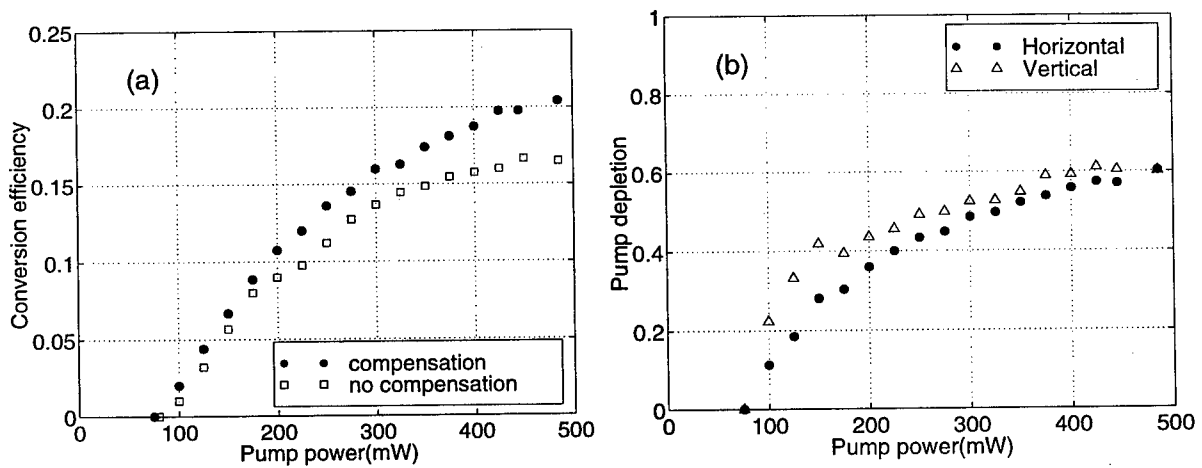 (a)
Conversion efficiency
0.25
0.2
0.15
0.1
0.05
0
0
100
200
300
400
500
Pump power(mW)
compensation
no compensation
(b)
Pump depletion
1
0.8
0.6
0.4
0.2
0
0
100
200
300
400
500
Pump power(mW)
Horizontal
Vertical